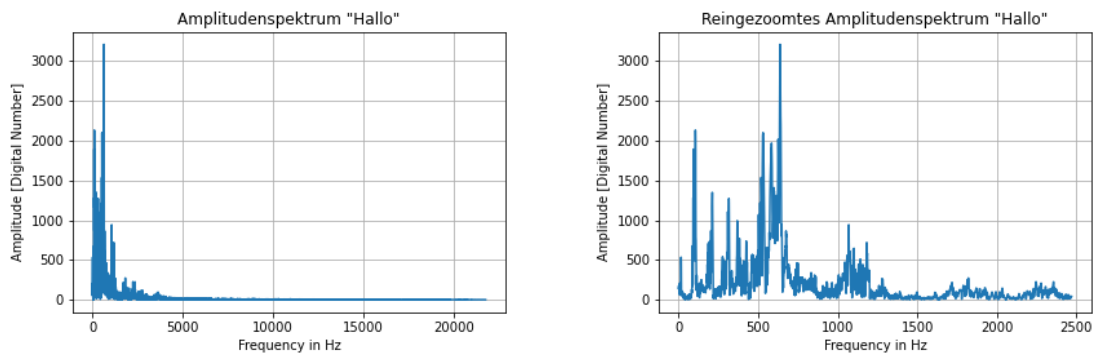 Amplitudenspektrum "Hallo"
Amplitude [Digital Number]
3000
2500
2000
1500
1000
500
0
0 5000 10000 15000 20000
Frequency in Hz
Reingezoomtes Amplitudenspektrum "Hallo"
Amplitude [Digital Number]
3000
2500
2000
1500
1000
500
0
0 500 1000 1500 2000 2500
Frequency in Hz